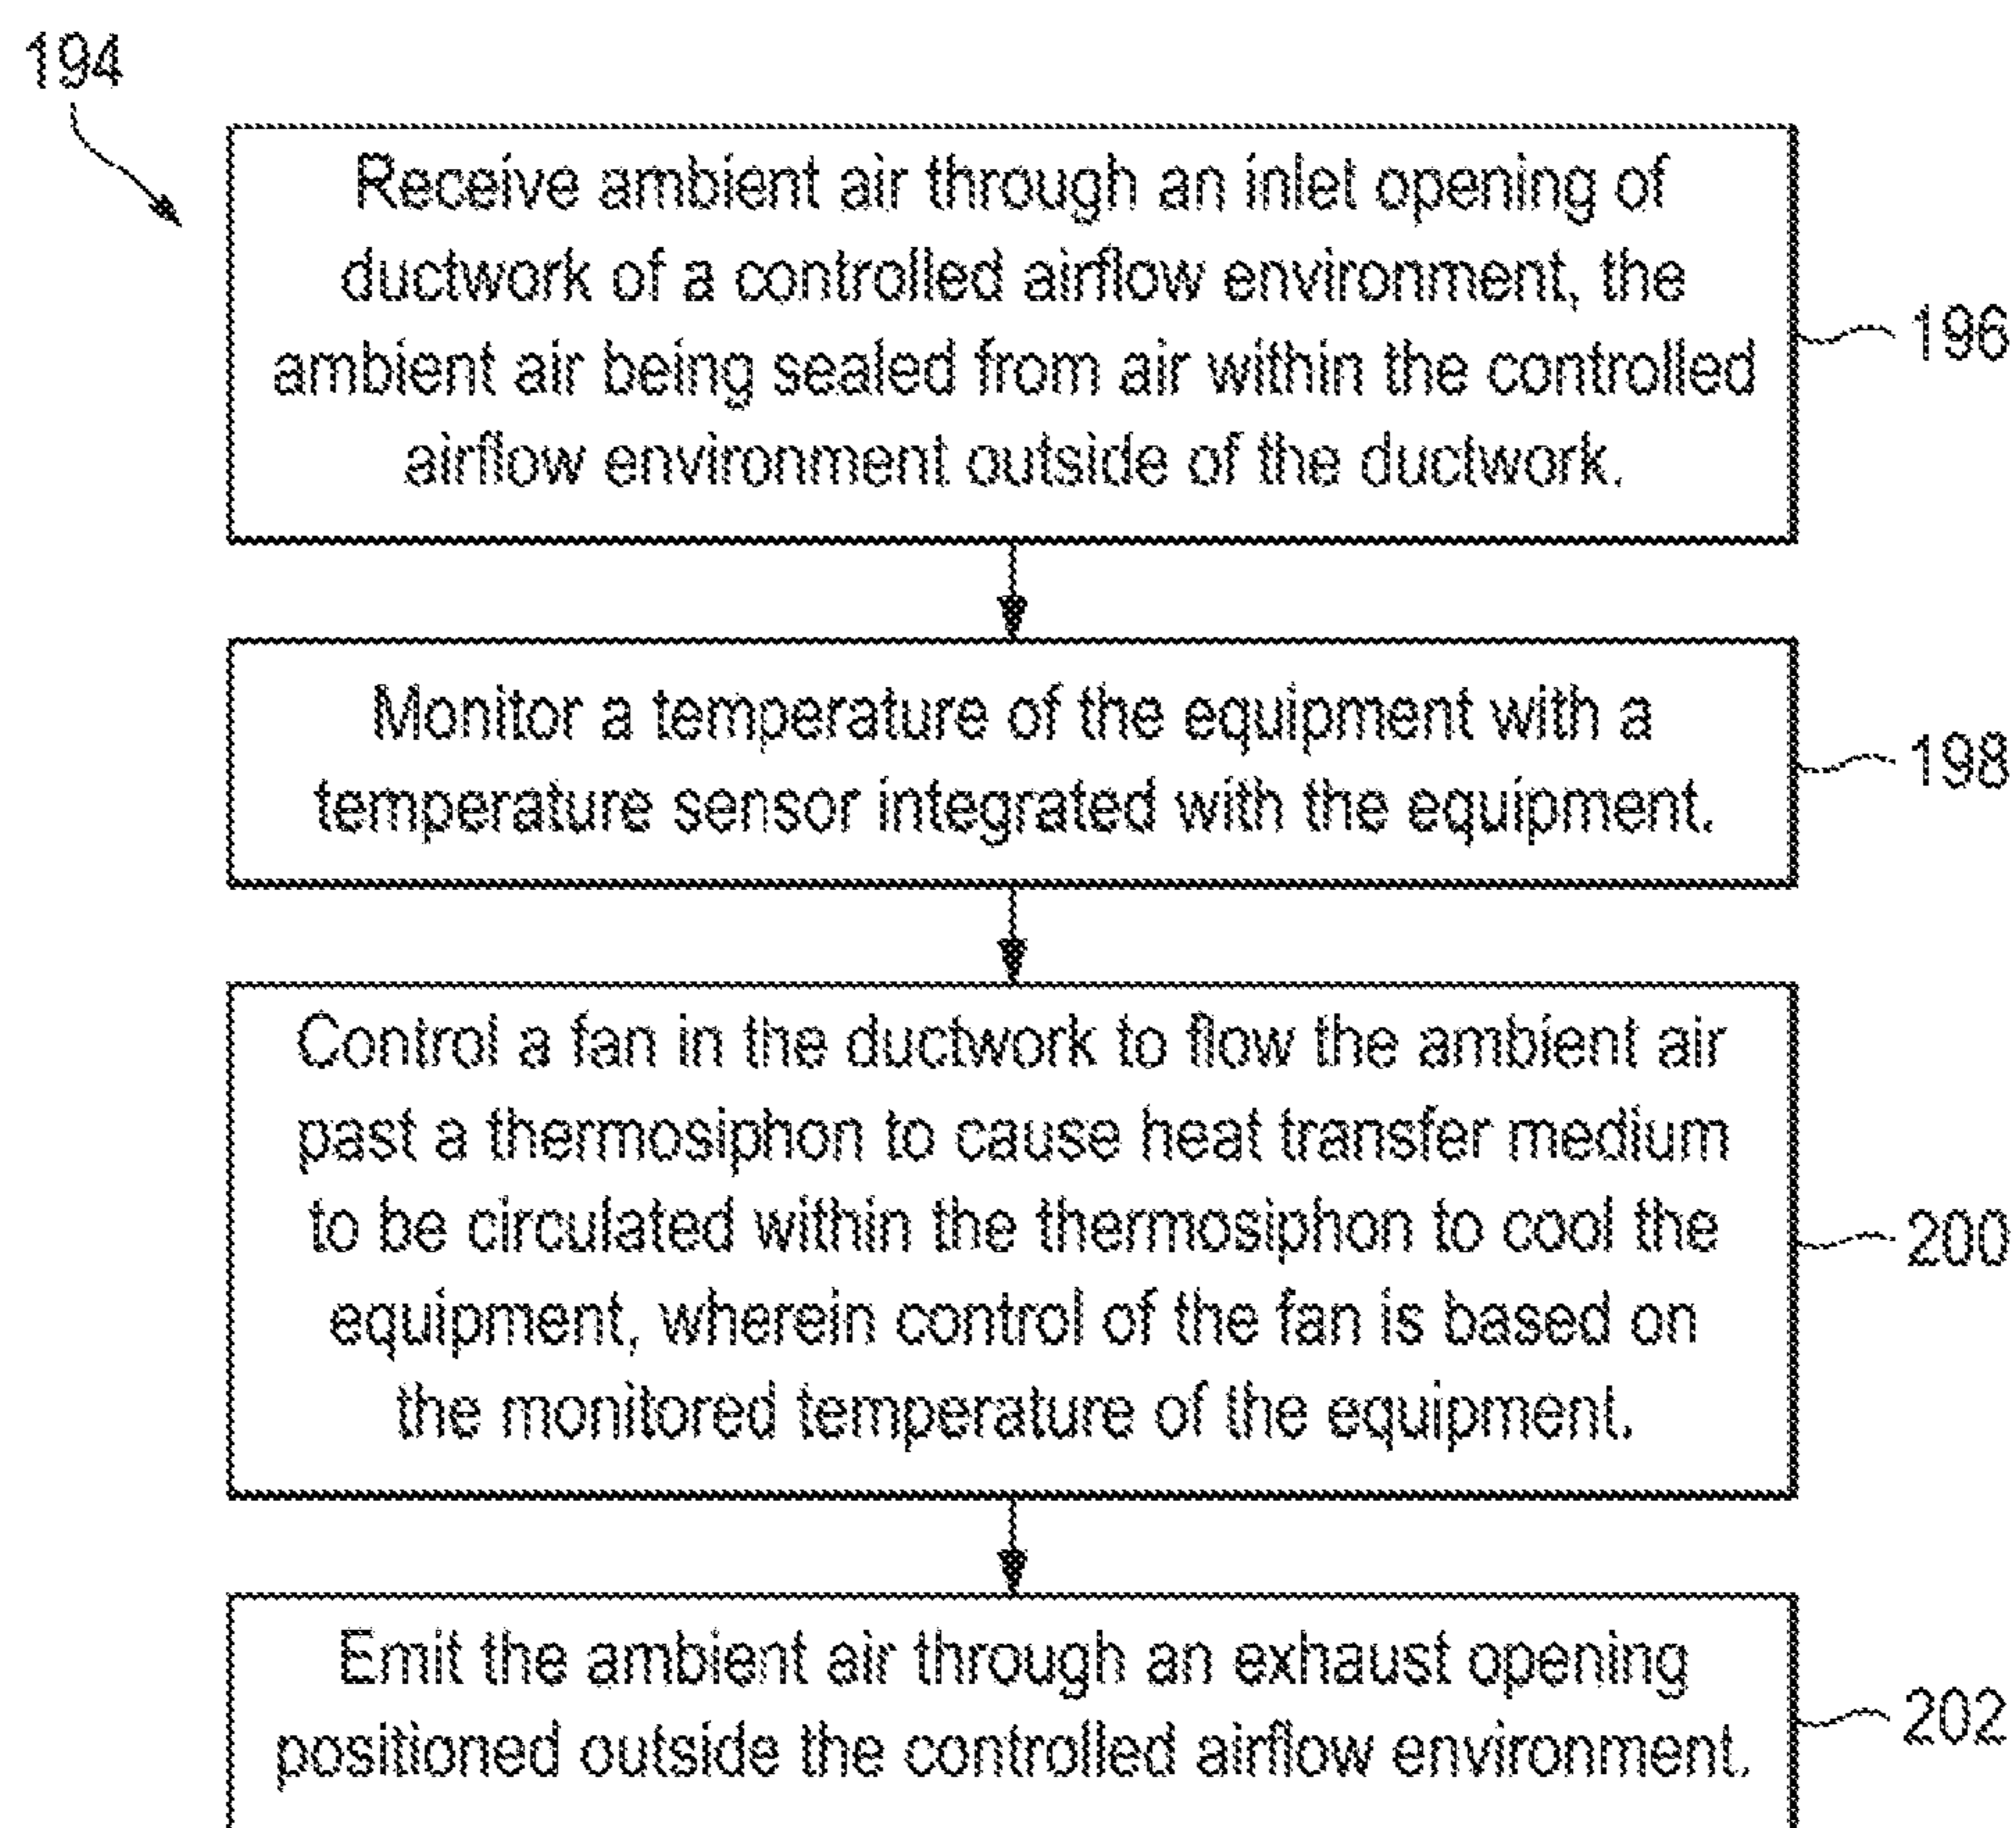 194
Receive ambient air through an inlet opening of
ductwork of a controlled airflow environment, the
ambient air being sealed from air within the controlled
airflow environment outside of the ductwork.
196
Monitor a temperature of the equipment with a
temperature sensor integrated with the equipment.
198
Control a fan in the ductwork to flow the ambient air
past a thermosiphon to cause heat transfer medium
to be circulated within the thermosiphon to cool the
equipment, wherein control of the fan is based on
the monitored temperature of the equipment.
200
Emit the ambient air through an exhaust opening
positioned outside the controlled airflow environment.
202